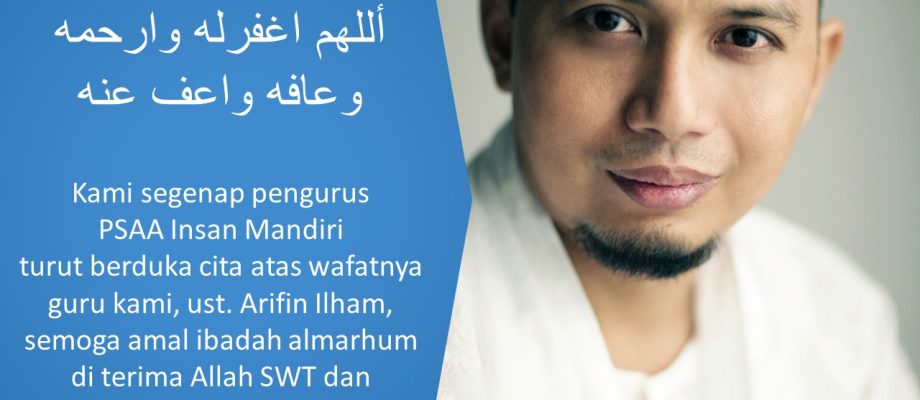 أللهم اغفرله وارحمه
وعافه واعف عنه
Kami segenap pengurus
PSAA Insan Mandiri
turut berduka cita atas wafatnya
guru kami, ust. Arifin Ilham,
semoga amal ibadah almarhum
di terima Allah SWT dan